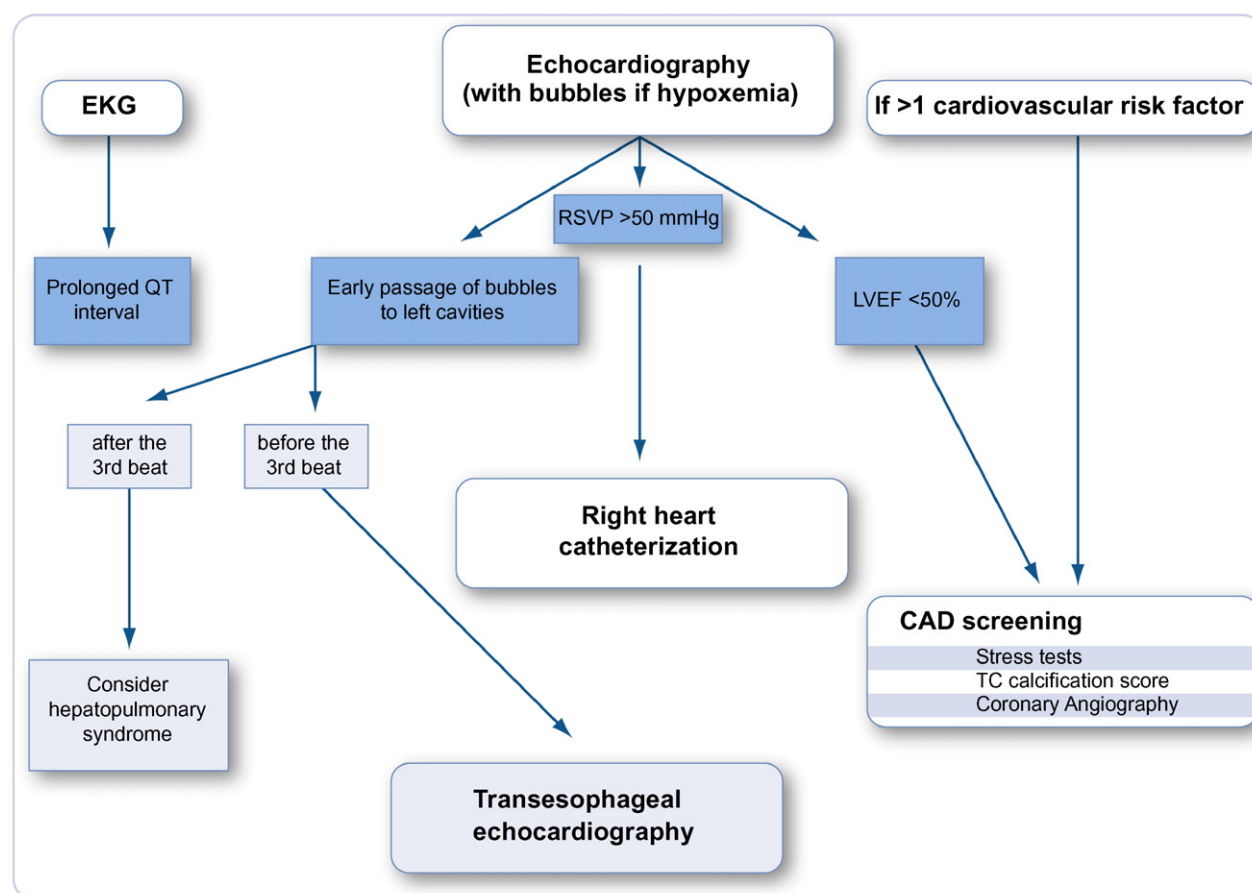 Echocardiography
(with bubbles if hypoxemia)
EKG
If >1 cardiovascular risk factor
RSVP >50 mmHg
Prolonged QT
interval
Early passage of bubbles
to left cavities
LVEF <50%
after the
3rd beat
before the
3rd beat
Right heart
catheterization
CAD screening
Stress tests
TC calcification score
Coronary Angiography
Consider
hepatopulmonary
syndrome
Transesophageal
echocardiography